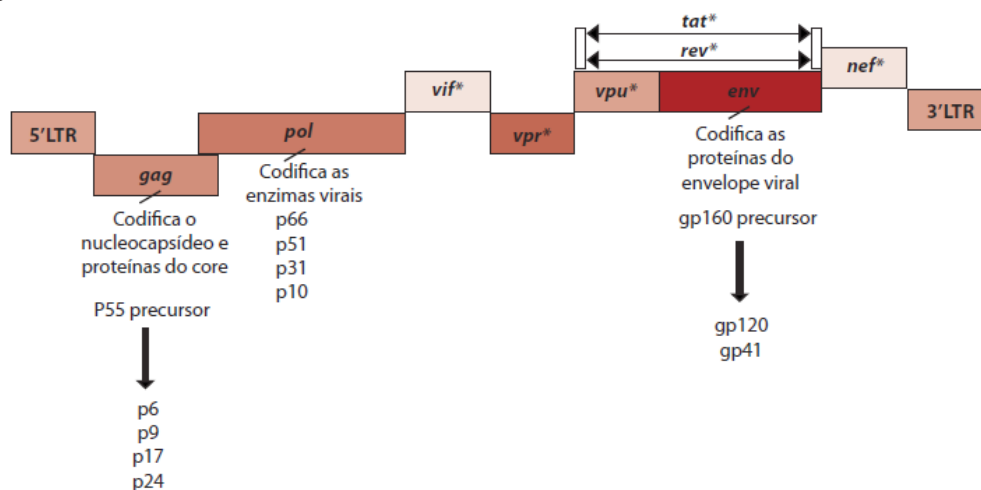 tat*
rev*
nef*
vif*
vpu*
env
5'LTR
pol
vpr*
3'LTR
gag
Codifica o
nucleocapsídeo e
proteínas do core
P55 precursor
p6
p9
p17
p24
Codifica as
enzimas virais
p66
p51
p31
p10
Codifica as
proteínas do
envelope viral
gp160 precursor
gp120
gp41